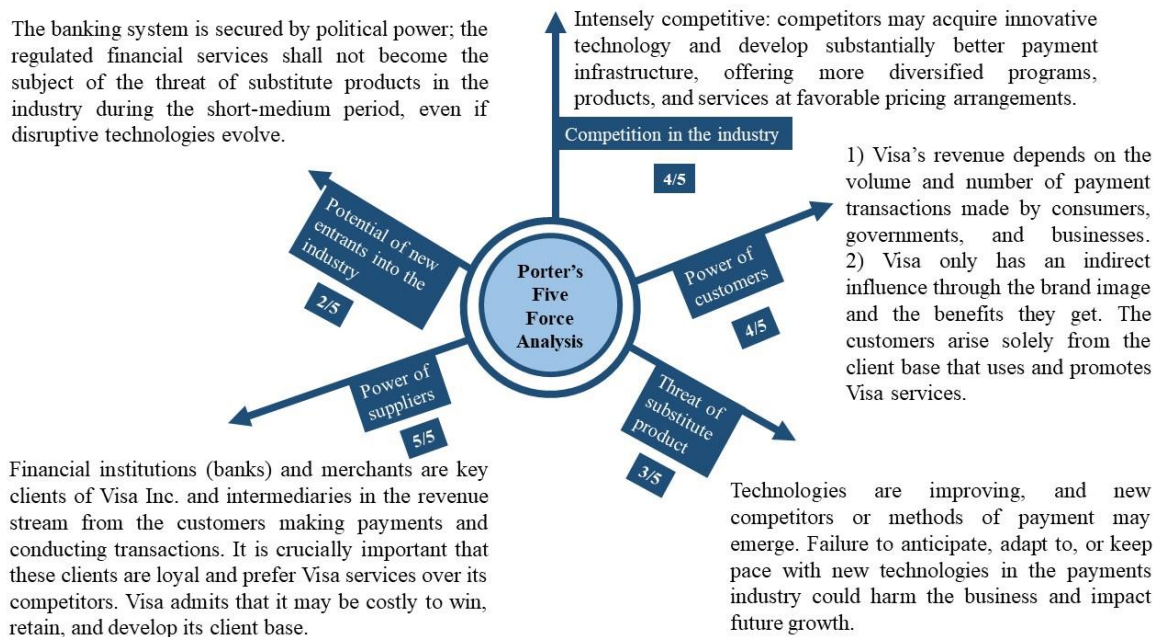 The banking system is secured by political power; the
regulated financial services shall not become the
subject of the threat of substitute products in the
industry during the short-medium period, even if
disruptive technologies evolve.
Intensely competitive: competitors may acquire innovative
technology and develop substantially better payment
infrastructure, offering more diversified programs,
products, and services at favorable pricing arrangements.
Competition in the industry
4/5
Potential of new
entrants into the
industry
2/5
Porter's
Five
Force
Analysis
Power of
customers
4/5
1) Visa's revenue depends on the
volume and number of payment
transactions made by consumers,
governments, and businesses.
2) Visa only has an indirect
influence through the brand image
and the benefits they get. The
customers arise solely from the
client base that uses and promotes
Visa services.
Power of
suppliers
5/5
Threat of
substitute
product
3/5
Financial institutions (banks) and merchants are key
clients of Visa Inc. and intermediaries in the revenue
stream from the customers making payments and
conducting transactions. It is crucially important that
these clients are loyal and prefer Visa services over its
competitors. Visa admits that it may be costly to win,
retain, and develop its client base.
Technologies are improving, and new
competitors or methods of payment may
emerge. Failure to anticipate, adapt to, or keep
pace with new technologies in the payments
industry could harm the business and impact
future growth.